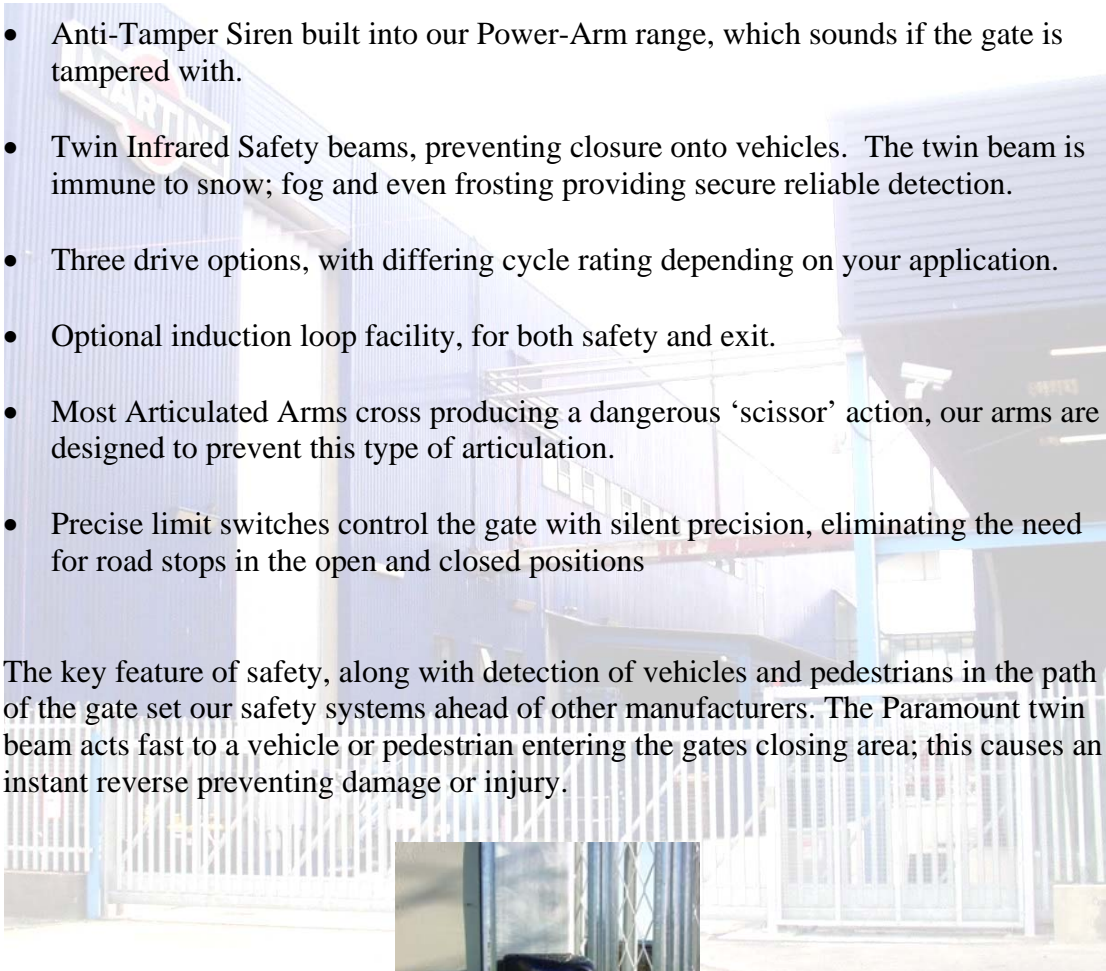 • Anti-Tamper Siren built into our Power-Arm range, which sounds if the gate is
tampered with.
• Twin Infrared Safety beams, preventing closure onto vehicles.  The twin beam is
immune to snow; fog and even frosting providing secure reliable detection.
• Three drive options, with differing cycle rating depending on your application.
• Optional induction loop facility, for both safety and exit.
• Most Articulated Arms cross producing a dangerous ‘scissor’ action, our arms are
designed to prevent this type of articulation.
• Precise limit switches control the gate with silent precision, eliminating the need
for road stops in the open and closed positions
The key feature of safety, along with detection of vehicles and pedestrians in the path
of the gate set our safety systems ahead of other manufacturers. The Paramount twin
beam acts fast to a vehicle or pedestrian entering the gates closing area; this causes an
instant reverse preventing damage or injury.
MARTINI